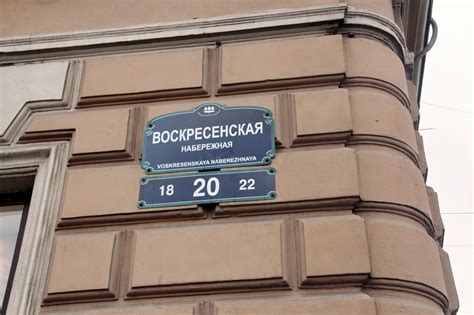 ВОСКРЕСЕНСКАЯ
НАБЕРЕЖНАЯ
VOSKRESENSKAYA NABEREZHNAYA
18 20 22